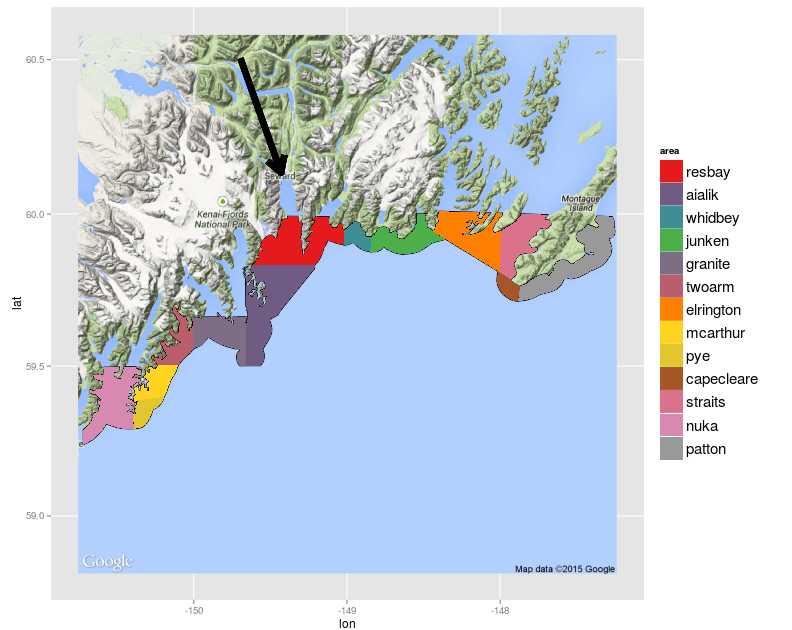 60.5
60.0
59.5
59.0
lat
Seward
Kenai Fjords
National Park
Montague
Island
e
Google
Map data ©2015 Google
-150
-149
-148
lon
area
resbay
aialik
whidbey
junken
granite
twoarm
elrington
mcarthur
pye
capecleare
straits
nuka
patton